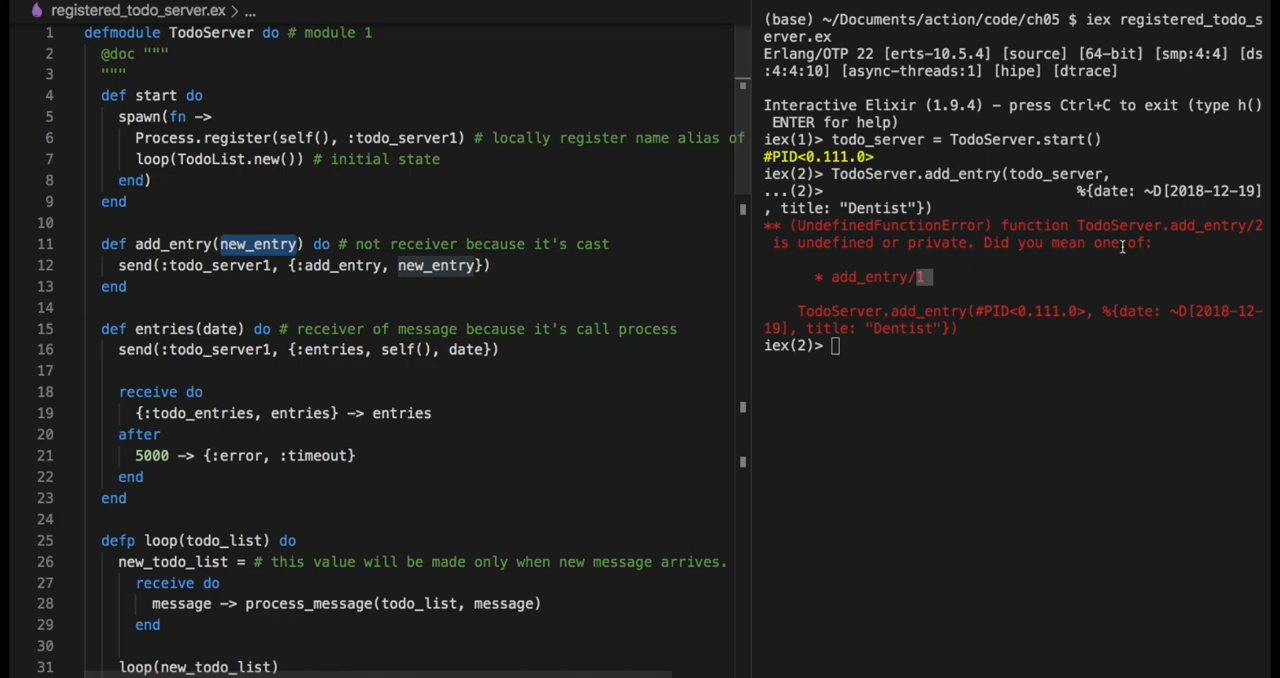 registered_todo_server.ex > ...
1 defmodule TodoServer do # module 1
2 @doc """
3 """
4 def start do
5 spawn(fn ->
6 Process.register(self(), :todo_server1) # locally register name alias of
7 loop(TodoList.new()) # initial state
8 end)
9 end
10
11 def add_entry(new_entry) do # not receiver because it's cast
12 send(:todo_server1, {:add_entry, new_entry})
13 end
14
15 def entries(date) do # receiver of message because it's call process
16 send(:todo_server1, {:entries, self(), date})
17
18 receive do
19 {:todo_entries, entries} -> entries
20 after
21 5000 -> {:error, :timeout}
22 end
23 end
24
25 defp loop(todo_list) do
26 new_todo_list = # this value will be made only when new message arrives.
27 receive do
28 message -> process_message(todo_list, message)
29 end
30
31 loop(new_todo_list)
(base) ~/Documents/action/code/ch05 $ iex registered_todo_s
erver.ex
Erlang/OTP 22 [erts-10.5.4] [source] [64-bit] [smp:4:4] [ds
:4:4:10] [async-threads:1] [hipe] [dtrace]
Interactive Elixir (1.9.4) - press Ctrl+C to exit (type h()
ENTER for help)
iex(1)> todo_server = TodoServer.start()
#PID<0.111.0>
iex(2)> TodoServer.add_entry(todo_server,
...(2)> %{date: ~D[2018-12-19]
, title: "Dentist"})
** (UndefinedFunctionError) function TodoServer.add_entry/2
is undefined or private. Did you mean one of:
* add_entry/1
TodoServer.add_entry(#PID<0.111.0>, %{date: ~D[2018-12-
19], title: "Dentist"})
iex(2)>